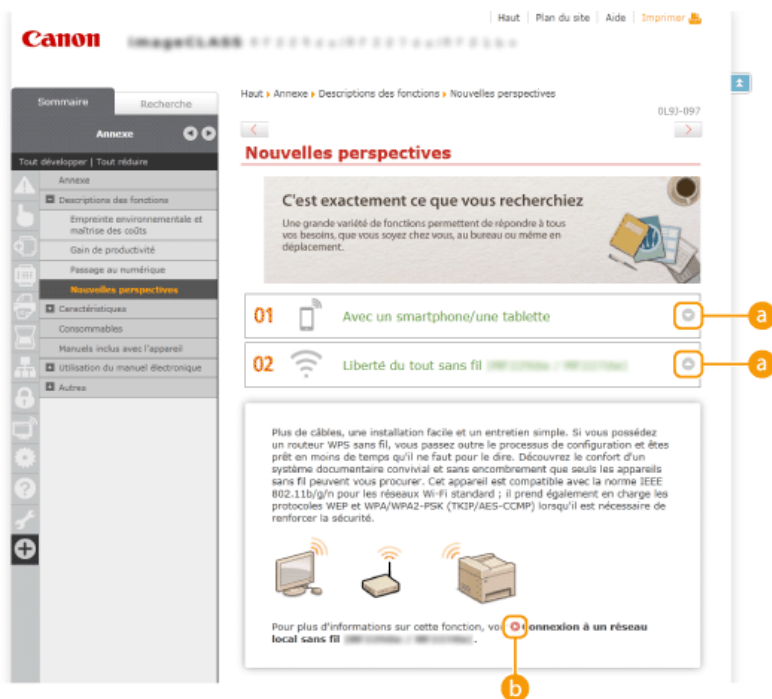 Haut | Plan du site | Aide | Imprimer
Canon
imageCLASS
Sommaire
Recherche
Annexe
Tout développer | Tout réduire
Annexe
Descriptions des fonctions
Empreinte environnementale et
maîtrise des coûts
Gain de productivité
Passage au numérique
Nouvelles perspectives
Caractéristiques
Consommables
Manuels inclus avec l'appareil
Utilisation du manuel électronique
Autres
Haut Annexe Descriptions des fonctions Nouvelles perspectives
0L9J-097
Nouvelles perspectives
C'est exactement ce que vous recherchiez
Une grande variété de fonctions permettent de répondre à tous
vos besoins, que vous soyez chez vous, au bureau ou même en
déplacement.
01 Avec un smartphone/une tablette
a
02 Liberté du tout sans fil
a
Plus de câbles, une installation facile et un entretien simple. Si vous possédez
un routeur WPS sans fil, vous passez outre le processus de configuration et êtes
prêt en moins de temps qu'il ne faut pour le dire. Découvrez le confort d'un
système documentaire convivial et sans encombrement que seuls les appareils
sans fil peuvent vous procurer. Cet appareil est compatible avec la norme IEEE
802.11b/g/n pour les réseaux Wi-Fi standard ; il prend également en charge les
protocoles WEP et WPA/WPA2-PSK (TKIP/AES-CCMP) lorsqu'il est nécessaire de
renforcer la sécurité.
Pour plus d'informations sur cette fonction, Connexion à un réseau
local sans fil .
b